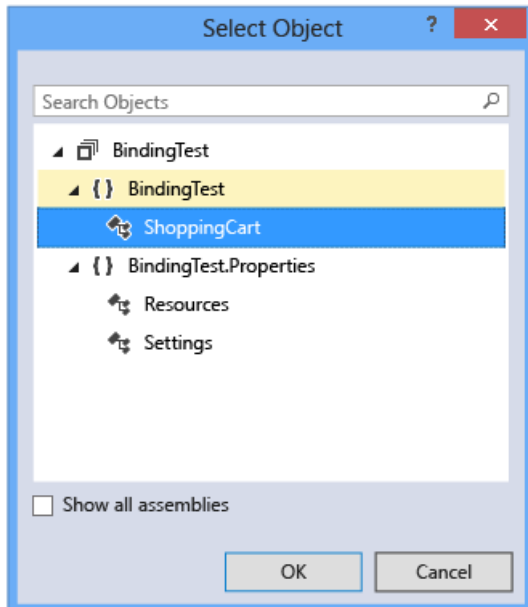 Select Object
?
Search Objects
BindingTest
{ } BindingTest
ShoppingCart
{ } BindingTest.Properties
Resources
Settings
Show all assemblies
OK
Cancel